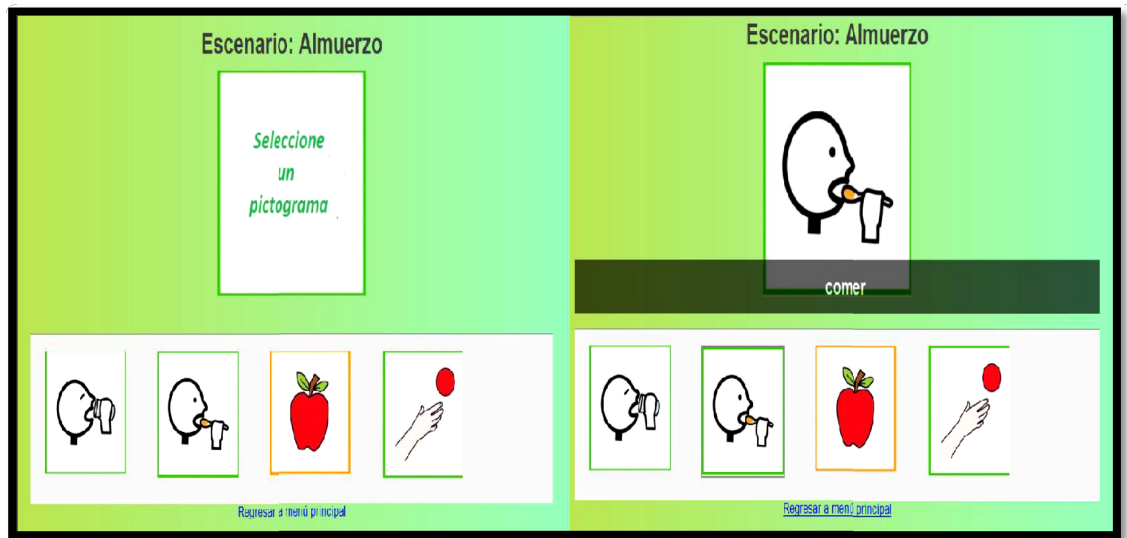 Escenario: Almuerzo
Seleccione
un
pictograma
Regresar a menú principal
Escenario: Almuerzo
comer
Regresar a menú principal